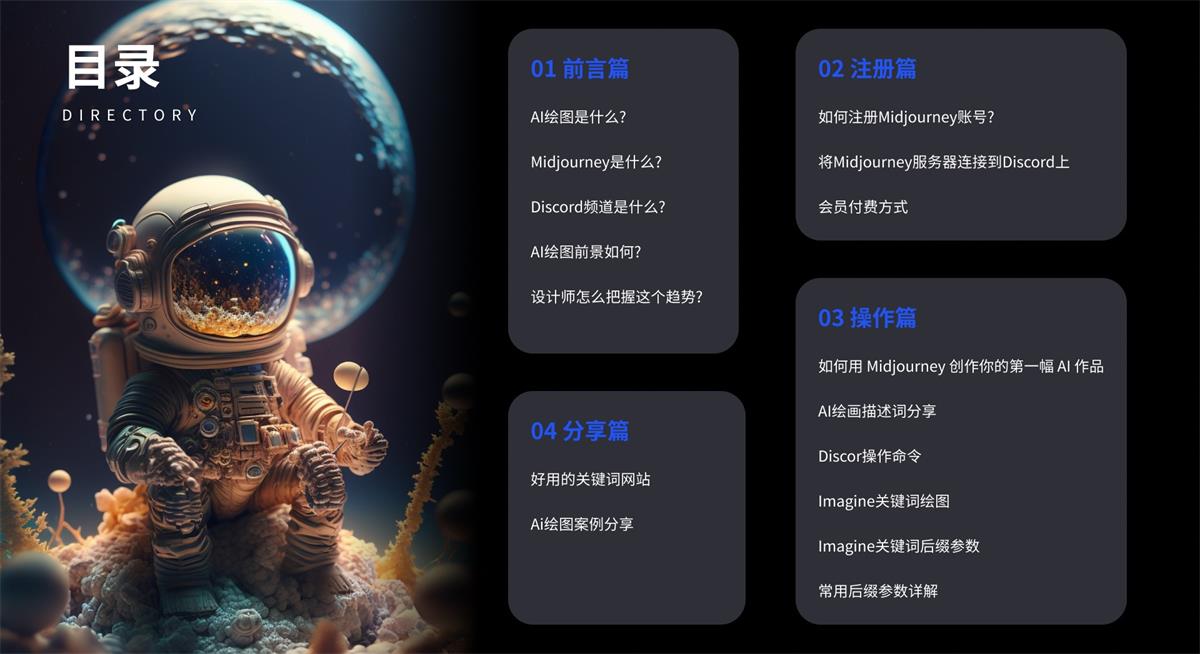 目录
DIRECTORY
01 前言篇
AI绘图是什么?
Midjourney是什么?
Discord频道是什么?
AI绘图前景如何?
设计师怎么把握这个趋势?
02 注册篇
如何注册Midjourney账号?
将Midjourney服务器连接到Discord上
会员付费方式
03 操作篇
如何用 Midjourney 创作你的第一幅 AI 作品
AI绘画描述词分享
Discor操作命令
Imagine关键词绘图
Imagine关键词后缀参数
常用后缀参数详解
04 分享篇
好用的关键词网站
Ai绘图案例分享